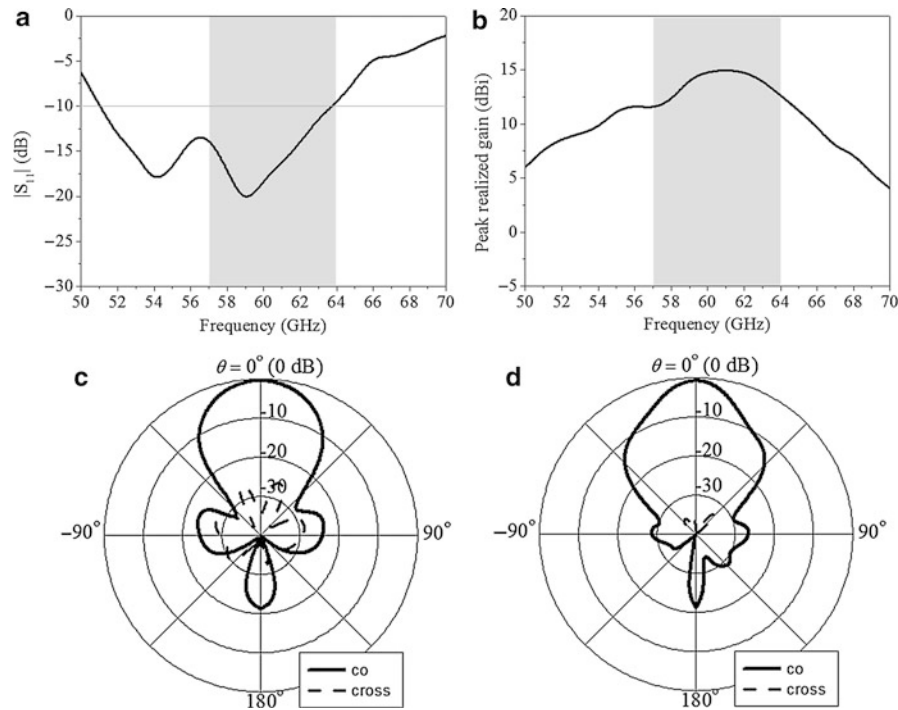 a
0
−5
−10
−15
−20
−25
−30
|S11| (dB)
50 52 54 56 58 60 62 64 66 68 70
Frequency (GHz)
b
20
15
10
5
0
−5
Peak realized gain (dBi)
50 52 54 56 58 60 62 64 66 68 70
Frequency (GHz)
c
θ = 0° (0 dB)
-10
-20
-30
−90°
90°
180°
co
cross
d
θ = 0° (0 dB)
-10
-20
-30
−90°
90°
180°
co
cross